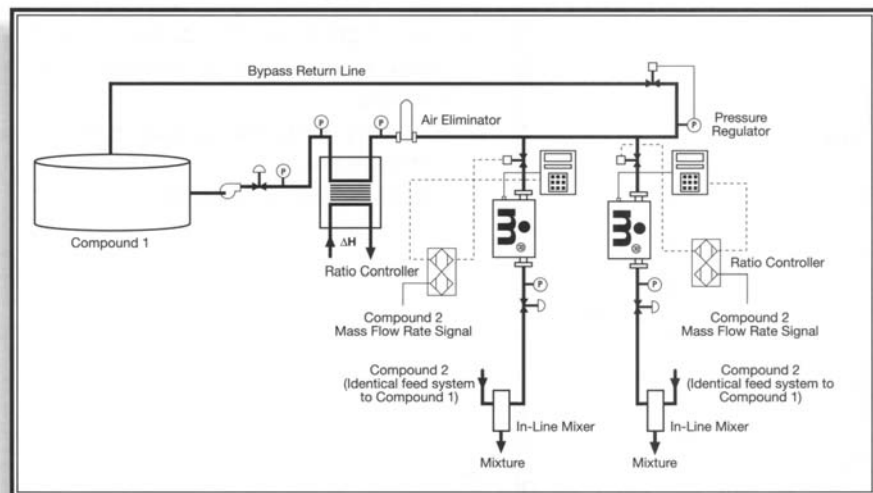 Bypass Return Line
Air Eliminator
Pressure
Regulator
P
P
P
P
Compound 1
ΔH
Ratio Controller
m
m
P
P
Ratio Controller
Compound 2
Mass Flow Rate Signal
Compound 2
Mass Flow Rate Signal
Compound 2
(Identical feed system
to Compound 1)
Compound 2
(Identical feed system to
Compound 1)
In-Line Mixer
In-Line Mixer
Mixture
Mixture